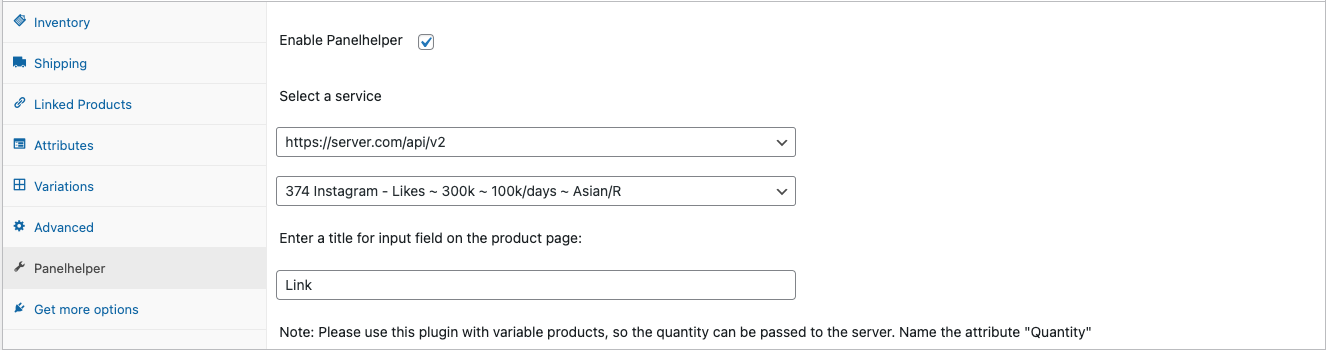 Inventory
Shipping
Linked Products
Attributes
Variations
Advanced
Panelhelper
Get more options
Enable Panelhelper
Select a service
https://server.com/api/v2
374 Instagram - Likes ~ 300k ~ 100k/days ~ Asian/R
Enter a title for input field on the product page:
Link
Note: Please use this plugin with variable products, so the quantity can be passed to the server. Name the attribute "Quantity"